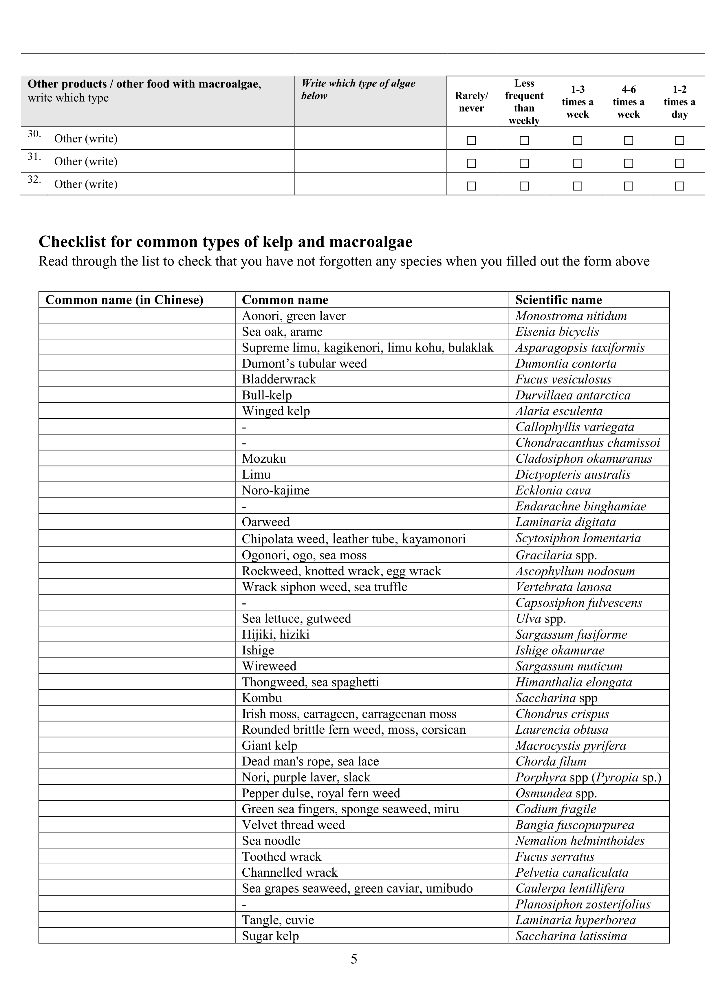 Other products / other food with macroalgae,
write which type
Write which type of algae
below
Rarely/
never
Less
frequent
than
weekly
1-3
times a
week
4-6
times a
week
1-2
times a
day
30. Other (write) ☐ ☐ ☐ ☐ ☐
31. Other (write) ☐ ☐ ☐ ☐ ☐
32. Other (write) ☐ ☐ ☐ ☐ ☐
Checklist for common types of kelp and macroalgae
Read through the list to check that you have not forgotten any species when you filled out the form above
Common name (in Chinese) Common name Scientific name
Aonori, green laver Monostroma nitidum
Sea oak, arame Eisenia bicyclis
Supreme limu, kagikenori, limu kohu, bulaklak Asparagopsis taxiformis
Dumont’s tubular weed Dumontia contorta
Bladderwrack Fucus vesiculosus
Bull-kelp Durvillaea antarctica
Winged kelp Alaria esculenta
- Callophyllis variegata
- Chondracanthus chamissoi
Mozuku Cladosiphon okamuranus
Limu Dictyopteris australis
Noro-kajime Ecklonia cava
- Endarachne binghamiae
Oarweed Laminaria digitata
Chipolata weed, leather tube, kayamonori Scytosiphon lomentaria
Ogonori, ogo, sea moss Gracilaria spp.
Rockweed, knotted wrack, egg wrack Ascophyllum nodosum
Wrack siphon weed, sea truffle Vertebrata lanosa
- Capsosiphon fulvescens
Sea lettuce, gutweed Ulva spp.
Hijiki, hiziki Sargassum fusiforme
Ishige Ishige okamurae
Wireweed Sargassum muticum
Thongweed, sea spaghetti Himanthalia elongata
Kombu Saccharina spp
Irish moss, carrageen, carrageenan moss Chondrus crispus
Rounded brittle fern weed, moss, corsican Laurencia obtusa
Giant kelp Macrocystis pyrifera
Dead man's rope, sea lace Chorda filum
Nori, purple laver, slack Porphyra spp (Pyropia sp.)
Pepper dulse, royal fern weed Osmundea spp.
Green sea fingers, sponge seaweed, miru Codium fragile
Velvet thread weed Bangia fuscopurpurea
Sea noodle Nemalion helminthoides
Toothed wrack Fucus serratus
Channelled wrack Pelvetia canaliculata
Sea grapes seaweed, green caviar, umibudo Caulerpa lentillifera
- Planosiphon zosterifolius
Tangle, cuvie Laminaria hyperborea
Sugar kelp Saccharina latissima
5